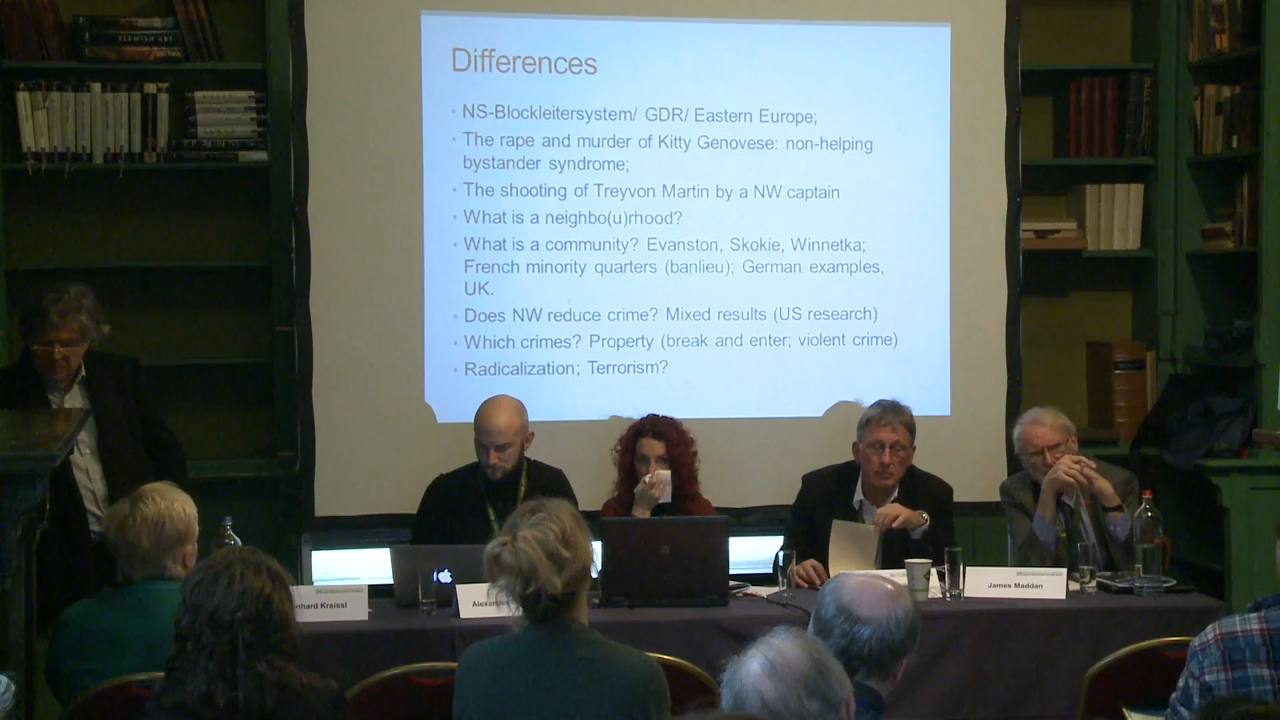 FLEMISH ART
Differences
• NS-Blockleitersystem/ GDR/ Eastern Europe;
• The rape and murder of Kitty Genovese: non-helping
bystander syndrome;
• The shooting of Treyvon Martin by a NW captain
• What is a neighbo(u)rhood?
• What is a community? Evanston, Skokie, Winnetka;
French minority quarters (banlieu); German examples,
UK.
• Does NW reduce crime? Mixed results (US research)
• Which crimes? Property (break and enter; violent crime)
• Radicalization; Terrorism?
Kreissl
James Maddan